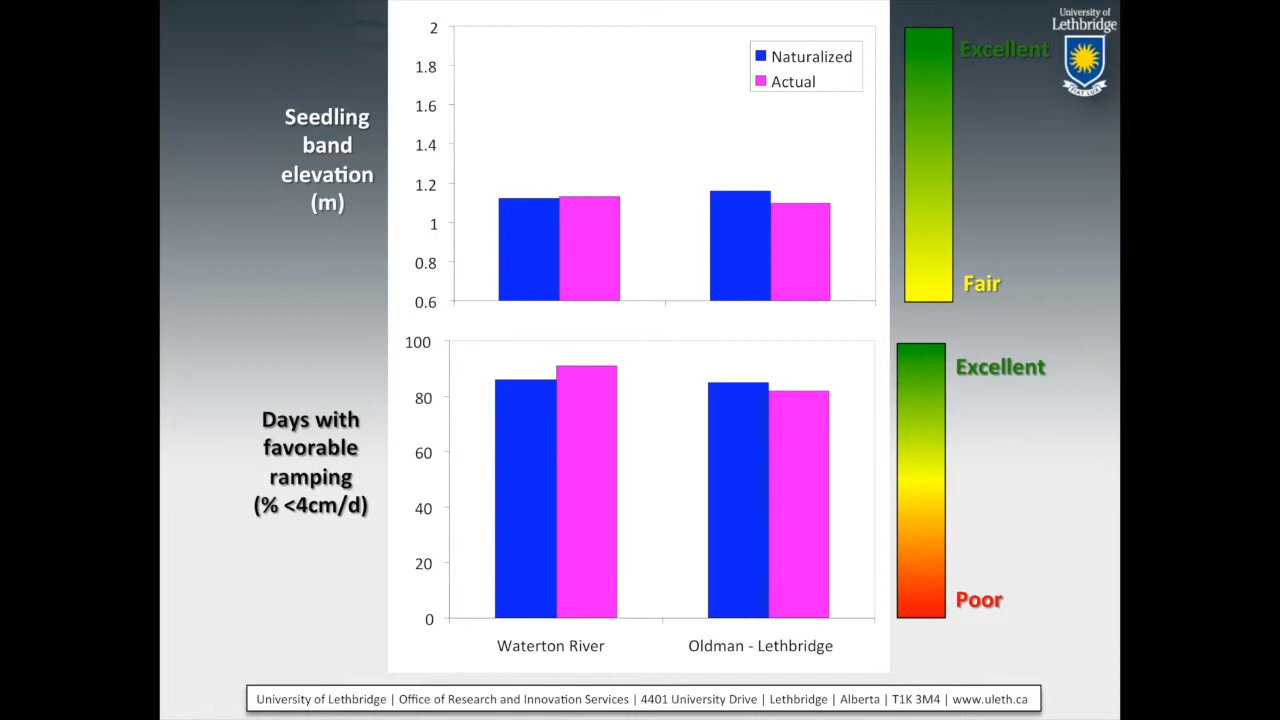 University of
Lethbridge
FIAT LUX
Seedling
band
elevation
(m)
2
1.8
1.6
1.4
1.2
1
0.8
0.6
Naturalized
Actual
Excellent
Fair
Days with
favorable
ramping
(% <4cm/d)
100
80
60
40
20
0
Waterton River
Oldman - Lethbridge
Excellent
Poor
University of Lethbridge | Office of Research and Innovation Services | 4401 University Drive | Lethbridge | Alberta | T1K 3M4 | www.uleth.ca